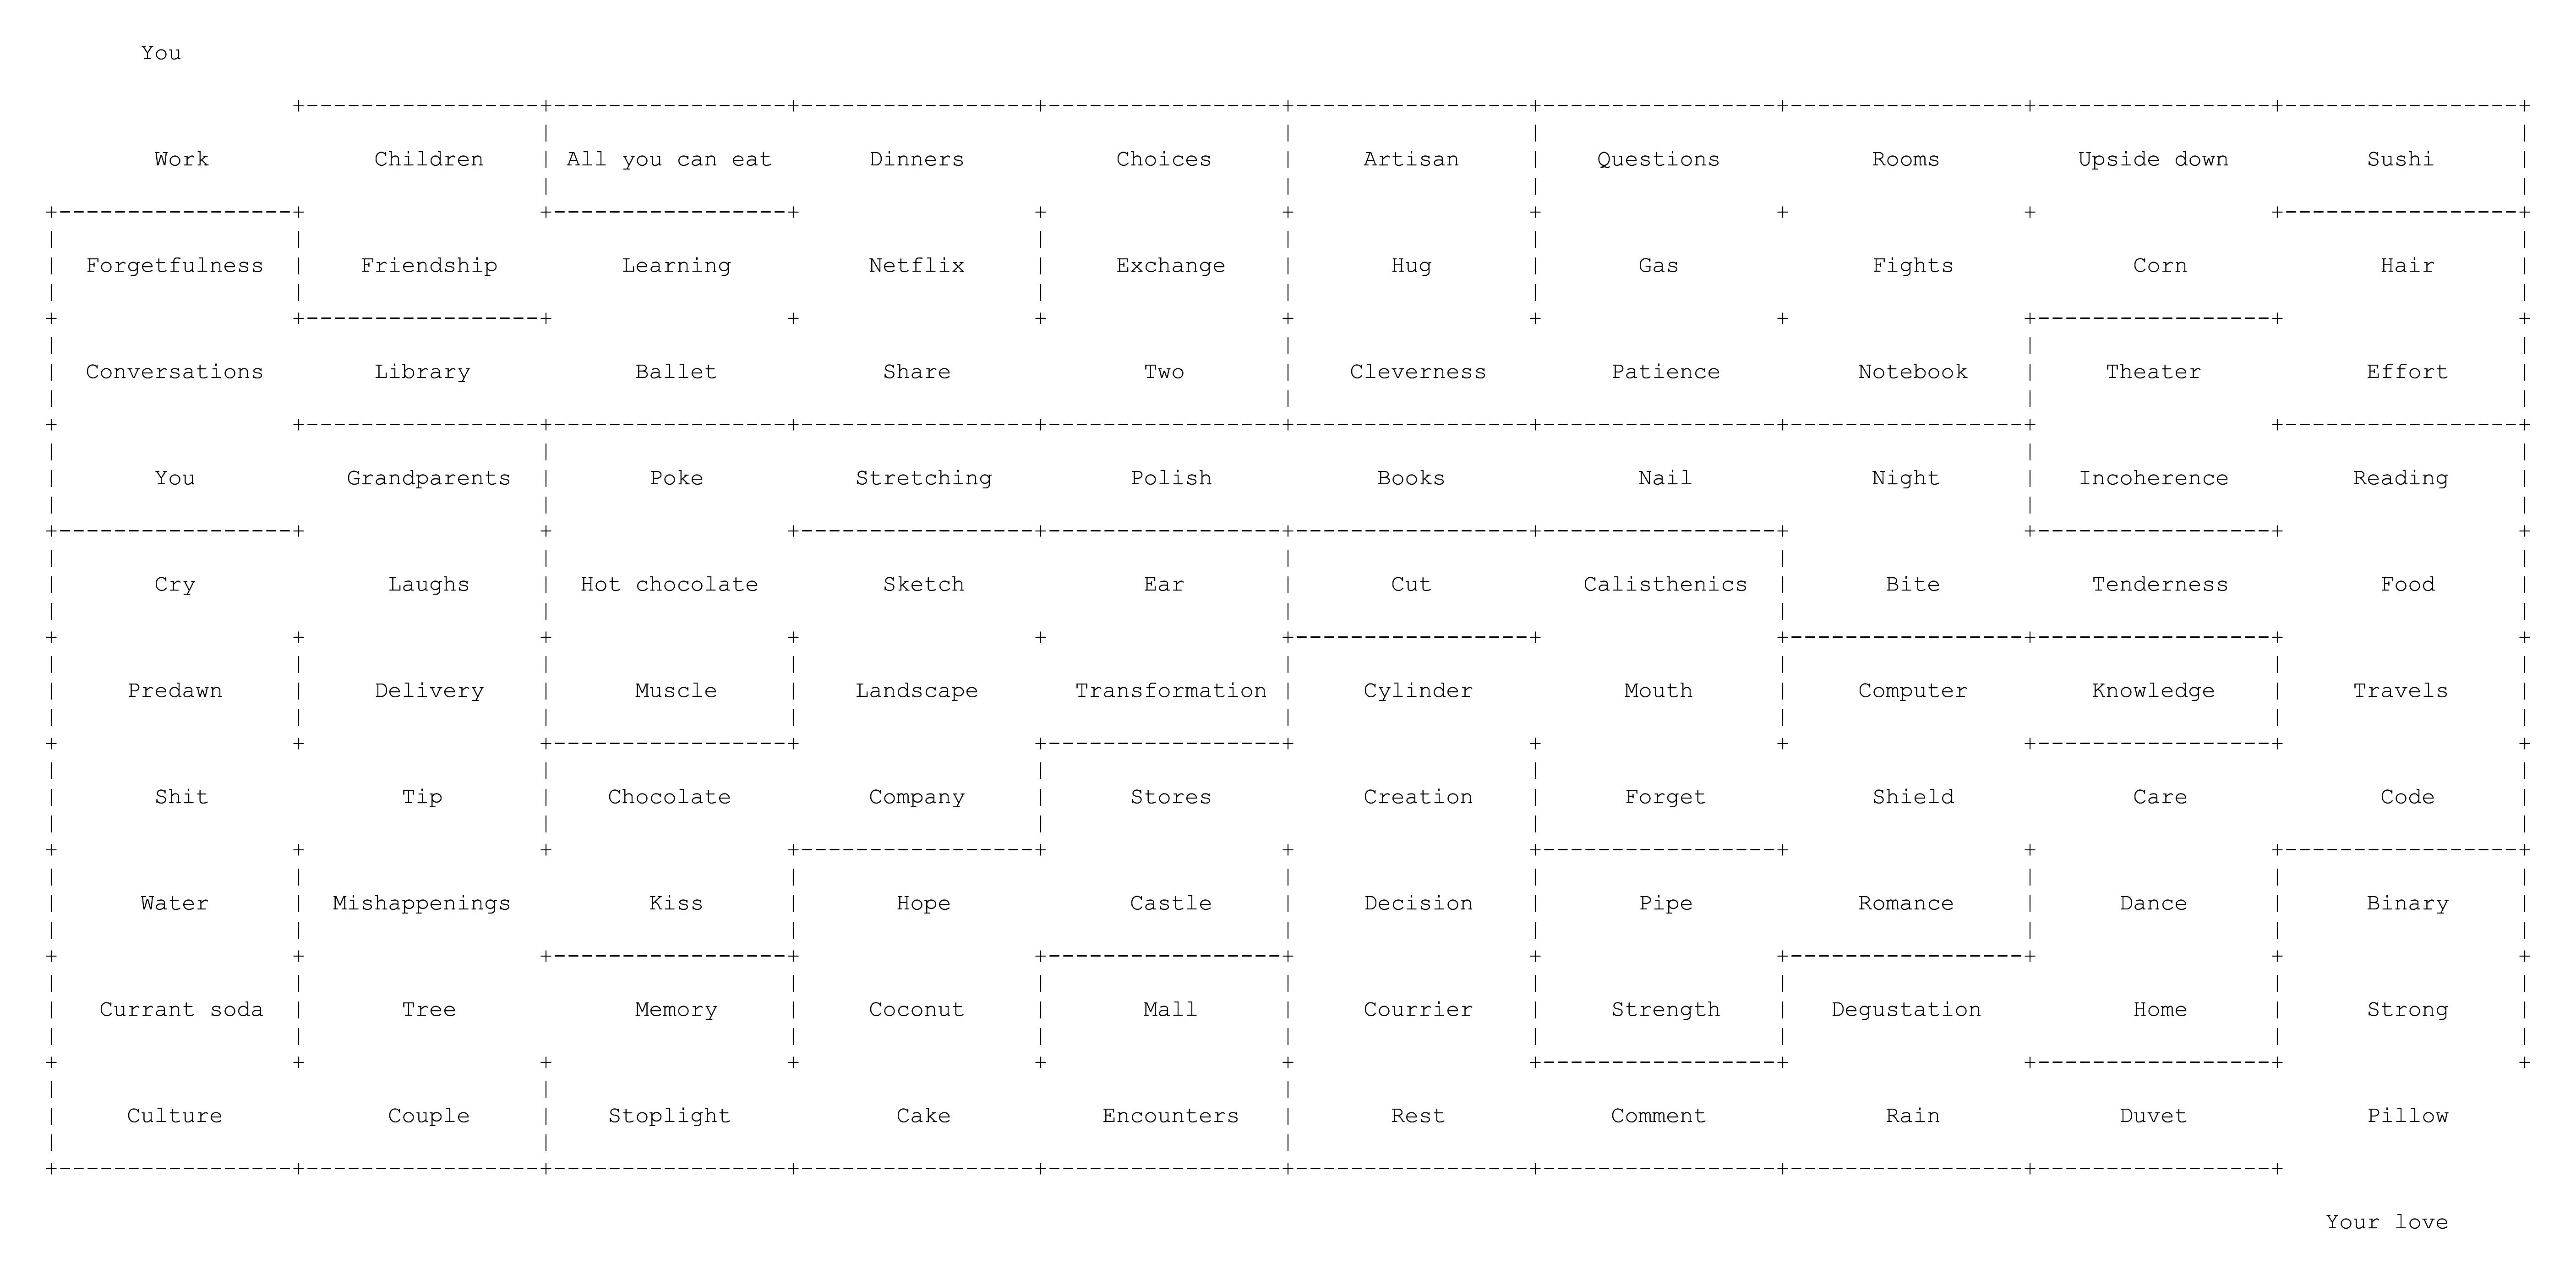 You
Work Children All you can eat Dinners Choices Artisan Questions Rooms Upside down Sushi
Forgetfulness Friendship Learning Netflix Exchange Hug Gas Fights Corn Hair
Conversations Library Ballet Share Two Cleverness Patience Notebook Theater Effort
You Grandparents Poke Stretching Polish Books Nail Night Incoherence Reading
Cry Laughs Hot chocolate Sketch Ear Cut Calisthenics Bite Tenderness Food
Predawn Delivery Muscle Landscape Transformation Cylinder Mouth Computer Knowledge Travels
Shit Tip Chocolate Company Stores Creation Forget Shield Care Code
Water Mishappenings Kiss Hope Castle Decision Pipe Romance Dance Binary
Currant soda Tree Memory Coconut Mall Courrier Strength Degustation Home Strong
Culture Couple Stoplight Cake Encounters Rest Comment Rain Duvet Pillow
Your love